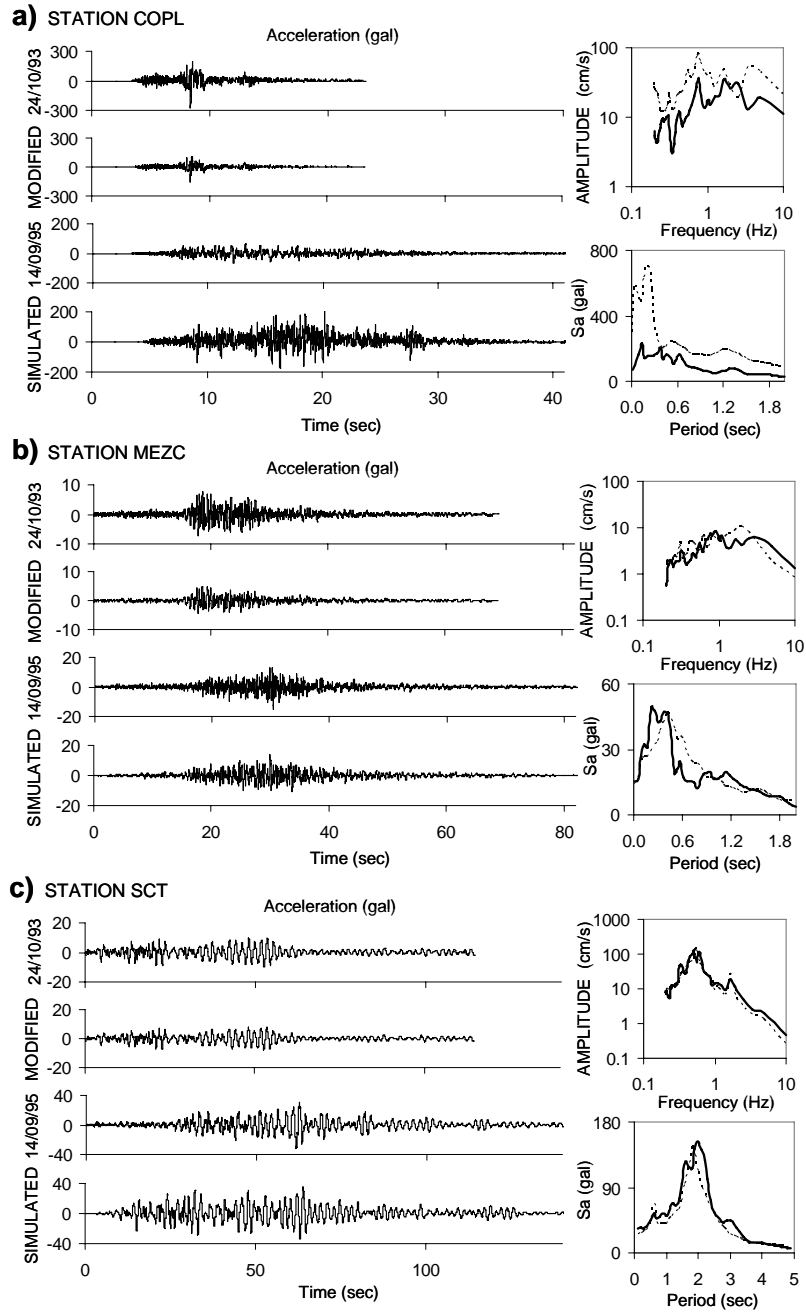 a) STATION COPL
Acceleration (gal)
24/10/93
300
0
-300
MODIFIED
300
0
-300
14/09/95
200
0
-200
SIMULATED
200
0
-200
0 10 20 30 40
Time (sec)
AMPLITUDE (cm/s)
100
10
1
0.1 1 10
Frequency (Hz)
Sa (gal)
800
400
0
0.0 0.6 1.2 1.8
Period (sec)
b) STATION MEZC
Acceleration (gal)
24/10/93
10
0
-10
MODIFIED
10
0
-10
14/09/95
20
0
-20
SIMULATED
20
0
-20
0 20 40 60 80
Time (sec)
AMPLITUDE (cm/s)
100
10
1
0.1
0.1 1 10
Frequency (Hz)
Sa (gal)
60
30
0
0.0 0.6 1.2 1.8
Period (sec)
c) STATION SCT
Acceleration (gal)
24/10/93
20
0
-20
MODIFIED
20
0
-20
14/09/95
40
0
-40
SIMULATED
40
0
-40
0 50 100
Time (sec)
AMPLITUDE (cm/s)
1000
100
10
1
0.1
0.1 1 10
Frequency (Hz)
Sa (gal)
180
90
0
0 1 2 3 4 5
Period (sec)